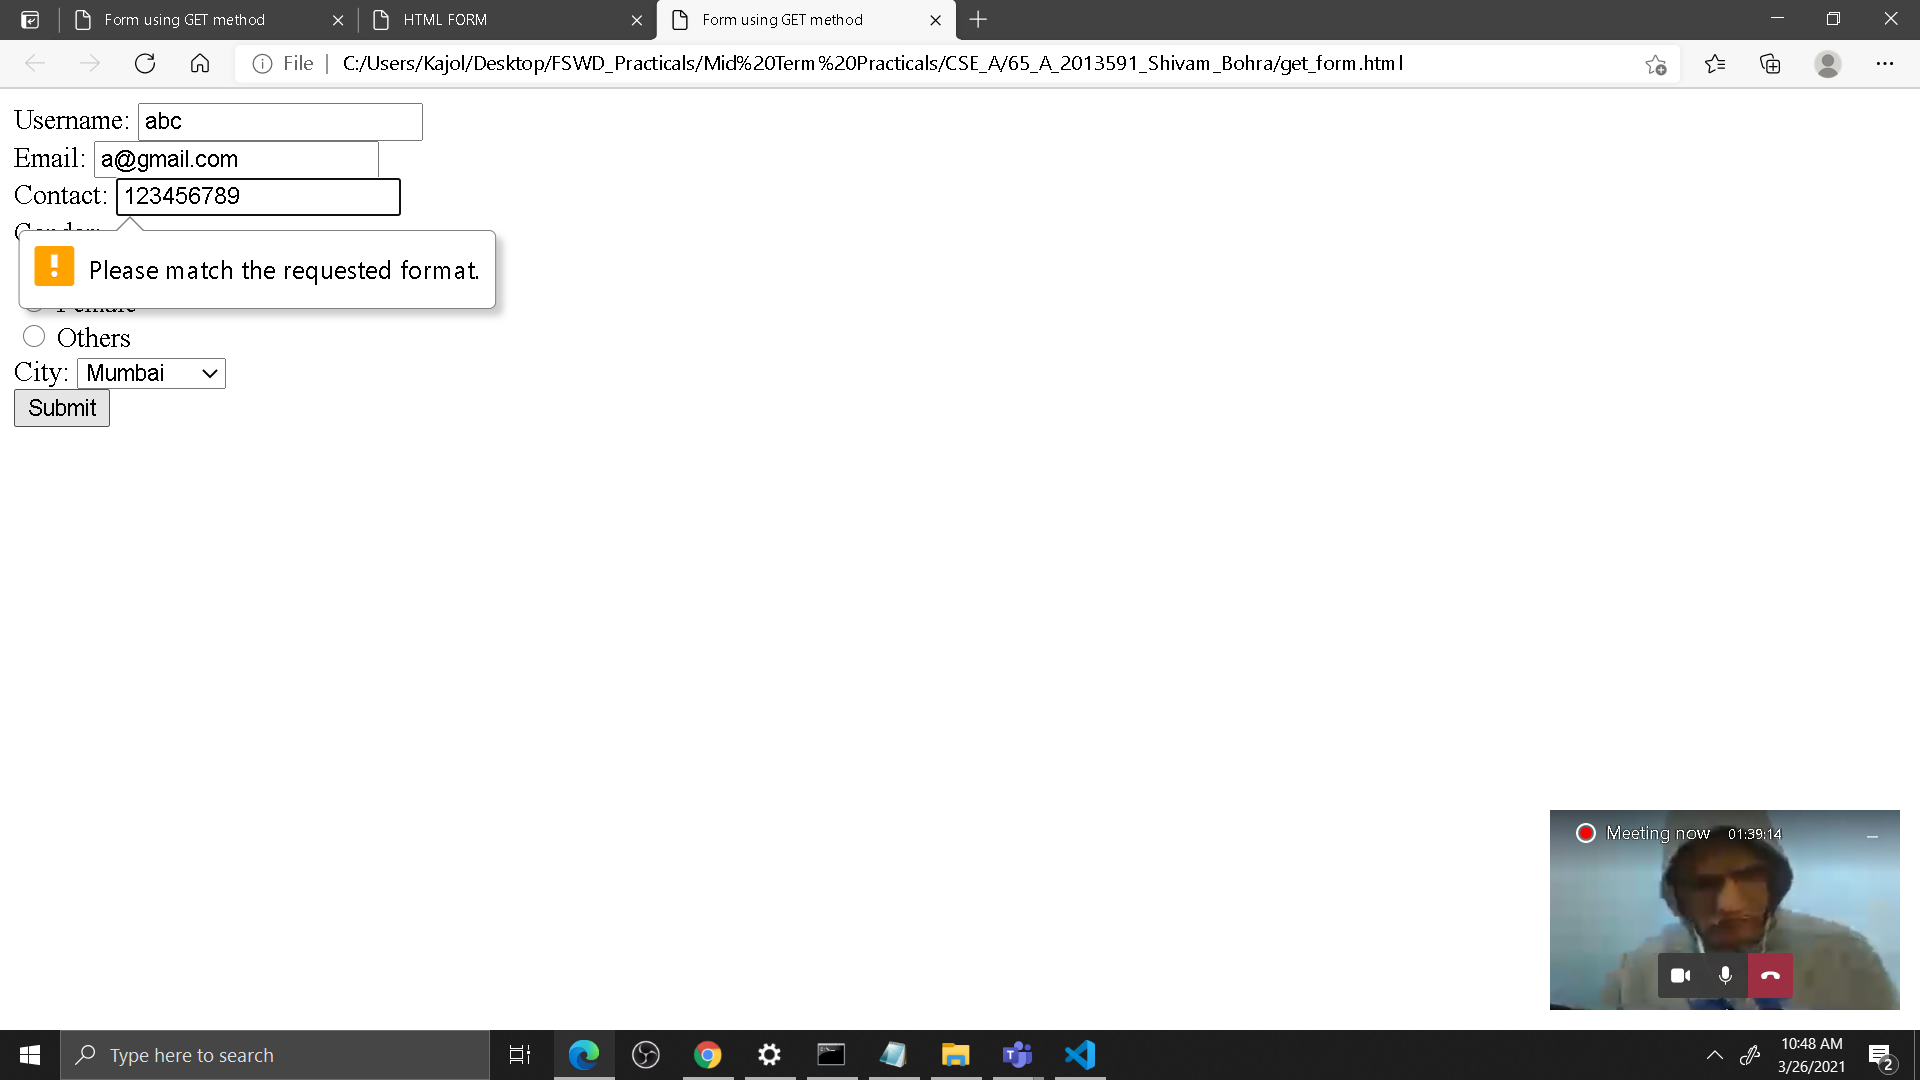 Form using GET method
HTML FORM
Form using GET method
File
C:/Users/Kajol/Desktop/FSWD_Practicals/Mid%20Term%20Practicals/CSE_A/65_A_2013591_Shivam_Bohra/get_form.html
Username: abc
Email: a@gmail.com
Contact: 123456789
Please match the requested format.
Others
City: Mumbai
Submit
Meeting now 01:39:14
Type here to search
10:48 AM
3/26/2021
2